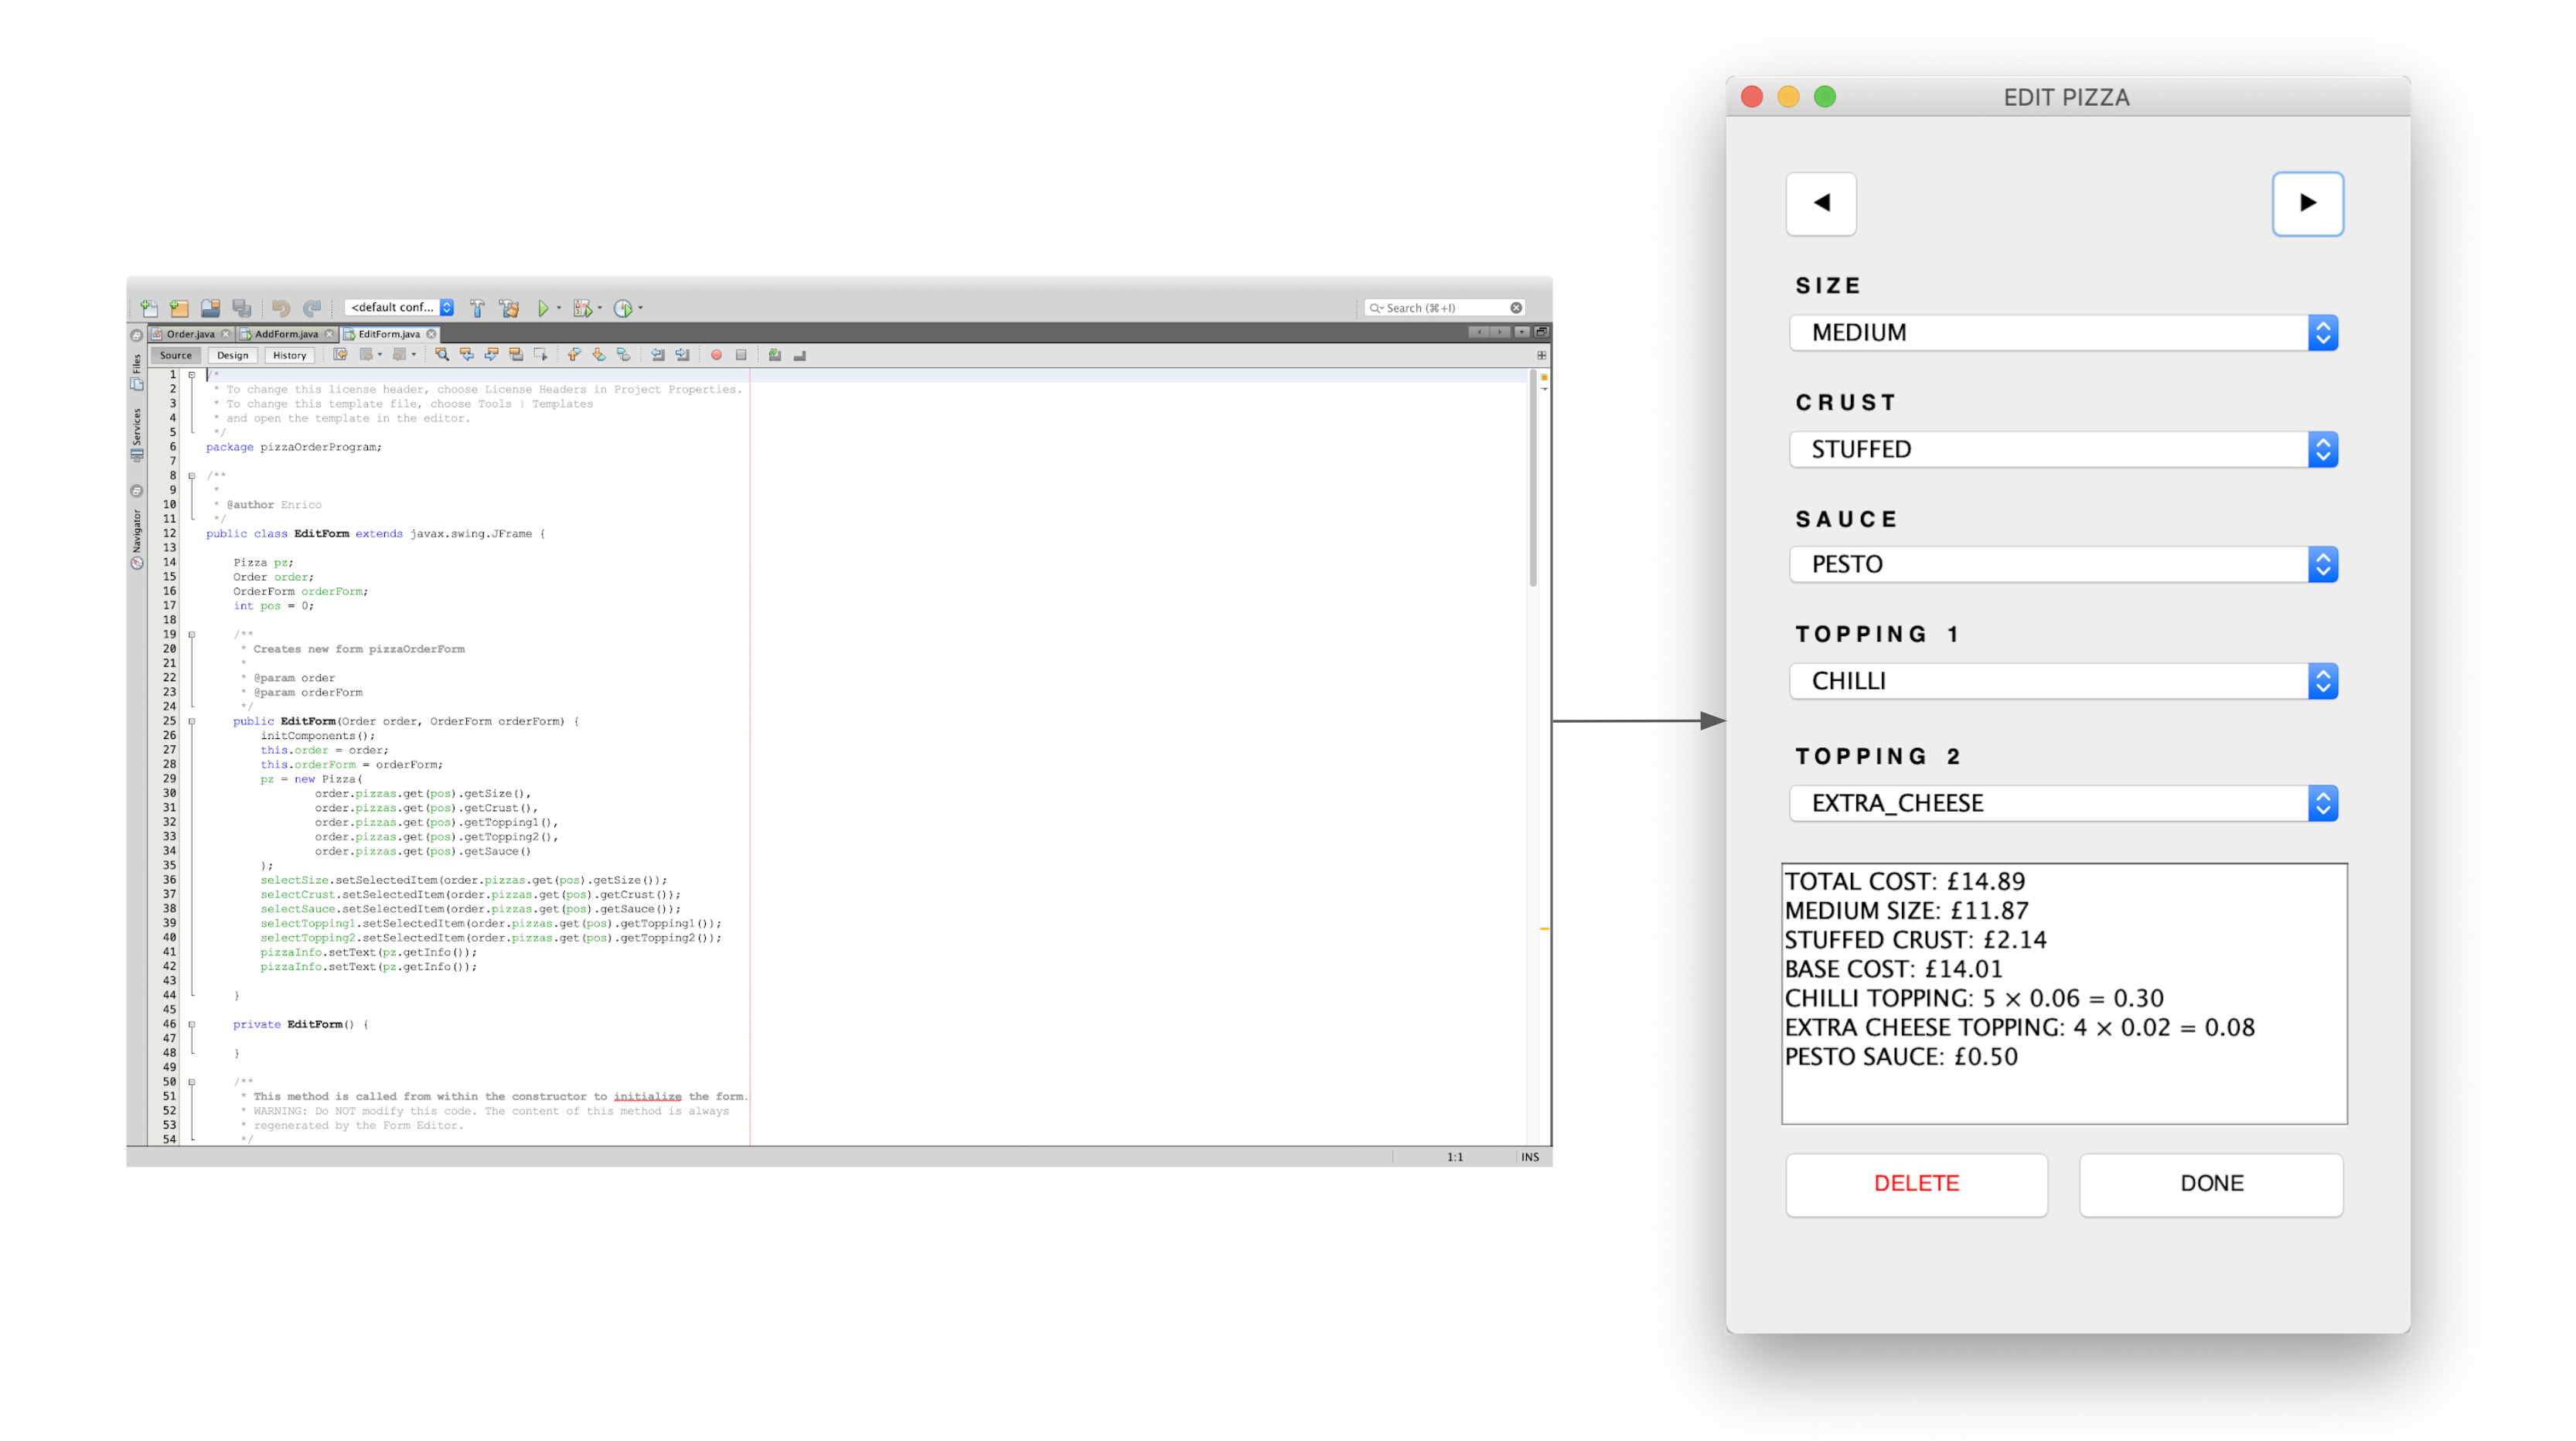 <default conf...
Search (⌘+I)
Order.java
AddForm.java
EditForm.java
Source Design History
Files
Services
Navigator
1 /*
2 * To change this license header, choose License Headers in Project Properties.
3 * To change this template file, choose Tools | Templates
4 * and open the template in the editor.
5 */
6 package pizzaOrderProgram;
7
8 /**
9 *
10 * @author Enrico
11 */
12 public class EditForm extends javax.swing.JFrame {
13
14 Pizza pz;
15 Order order;
16 OrderForm orderForm;
17 int pos = 0;
18
19 /**
20 * Creates new form pizzaOrderForm
21 *
22 * @param order
23 * @param orderForm
24 */
25 public EditForm(Order order, OrderForm orderForm) {
26 initComponents();
27 this.order = order;
28 this.orderForm = orderForm;
29 pz = new Pizza(
30 order.pizzas.get(pos).getSize(),
31 order.pizzas.get(pos).getCrust(),
32 order.pizzas.get(pos).getTopping1(),
33 order.pizzas.get(pos).getTopping2(),
34 order.pizzas.get(pos).getSauce()
35 );
36 selectSize.setSelectedItem(order.pizzas.get(pos).getSize());
37 selectCrust.setSelectedItem(order.pizzas.get(pos).getCrust());
38 selectSauce.setSelectedItem(order.pizzas.get(pos).getSauce());
39 selectTopping1.setSelectedItem(order.pizzas.get(pos).getTopping1());
40 selectTopping2.setSelectedItem(order.pizzas.get(pos).getTopping2());
41 pizzaInfo.setText(pz.getInfo());
42 pizzaInfo.setText(pz.getInfo());
43
44 }
45
46 private EditForm() {
47
48 }
49
50 /**
51 * This method is called from within the constructor to initialize the form.
52 * WARNING: Do NOT modify this code. The content of this method is always
53 * regenerated by the Form Editor.
54 */
1:1 INS
EDIT PIZZA
SIZE
MEDIUM
CRUST
STUFFED
SAUCE
PESTO
TOPPING 1
CHILLI
TOPPING 2
EXTRA_CHEESE
TOTAL COST: £14.89
MEDIUM SIZE: £11.87
STUFFED CRUST: £2.14
BASE COST: £14.01
CHILLI TOPPING: 5 × 0.06 = 0.30
EXTRA CHEESE TOPPING: 4 × 0.02 = 0.08
PESTO SAUCE: £0.50
DELETE
DONE